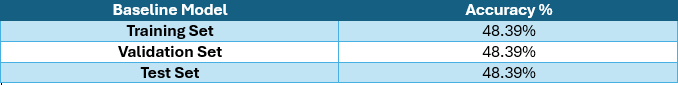 Baseline Model Accuracy %
Training Set 48.39%
Validation Set 48.39%
Test Set 48.39%